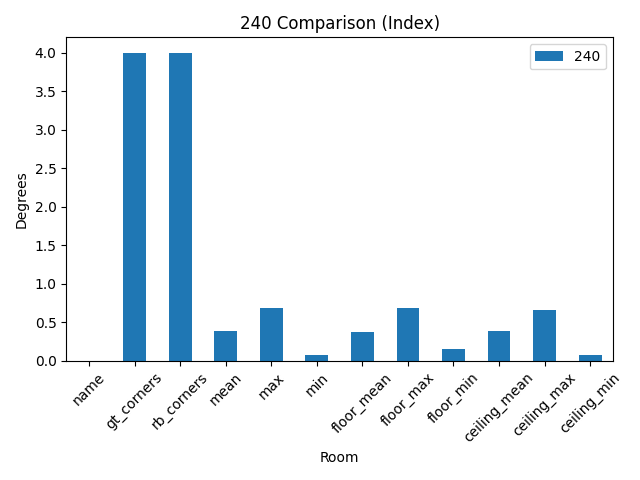 240 Comparison (Index)
240
Degrees
4.0
3.5
3.0
2.5
2.0
1.5
1.0
0.5
0.0
name
gt_corners
rb_corners
mean
max
min
floor_mean
floor_max
floor_min
ceiling_mean
ceiling_max
ceiling_min
Room